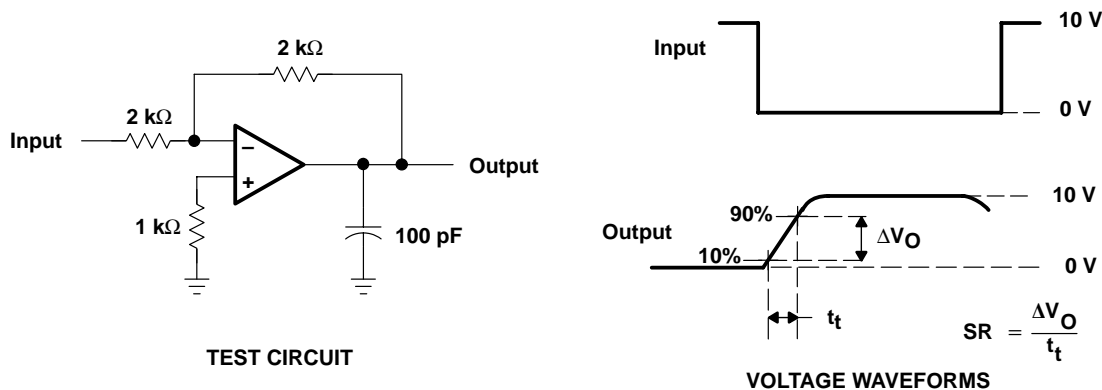 2 kΩ
2 kΩ
Input
−
+
Output
1 kΩ
100 pF
TEST CIRCUIT
10 V
Input
0 V
10 V
90%
ΔVO
Output
10%
0 V
tt
SR = ΔVO
tt
VOLTAGE WAVEFORMS